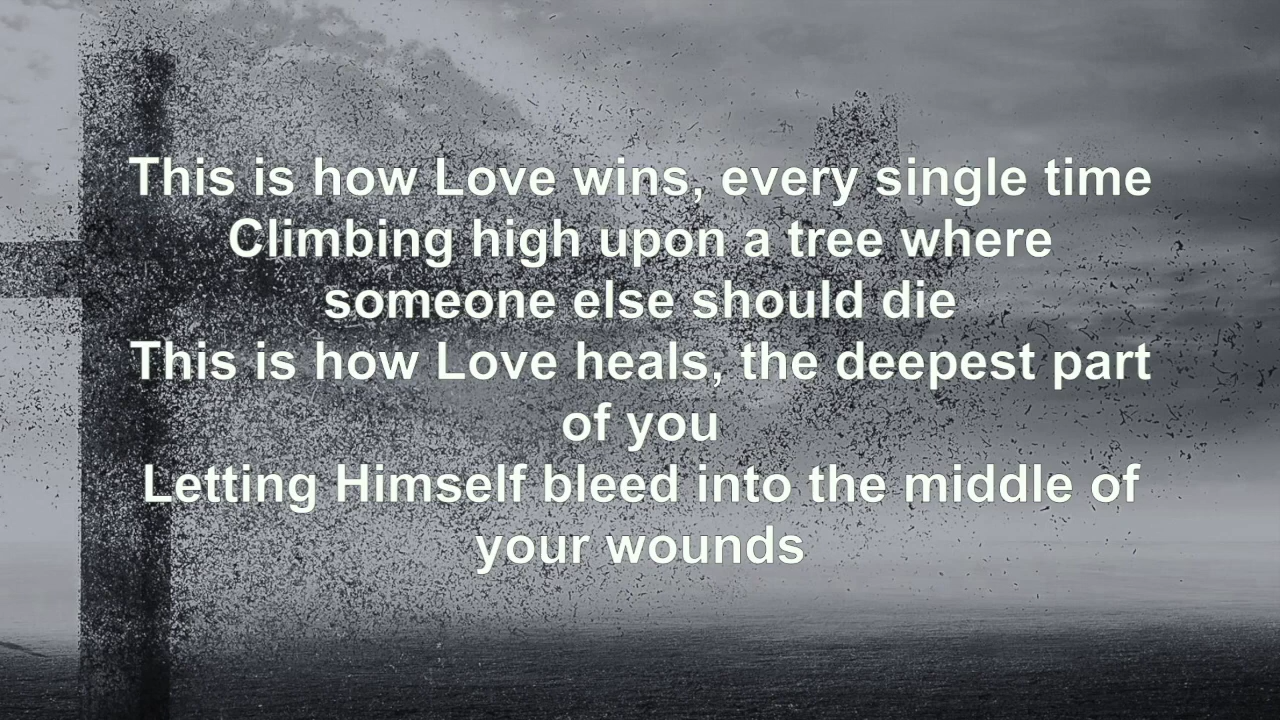 This is how Love wins, every single time
Climbing high upon a tree where
someone else should die
This is how Love heals, the deepest part
of you
Letting Himself bleed into the middle of
your wounds